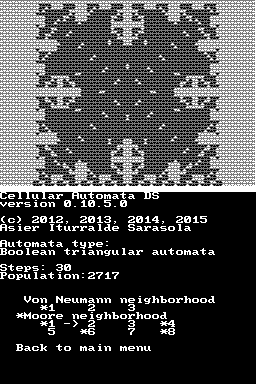 Cellular Automata DS
version 0.10.5.0
(c) 2012, 2013, 2014, 2015
Asier Iturralde Sarasola
Automata type:
Boolean triangular automata
Steps: 30
Population:2717
Von Neumann neighborhood
*1 2 3
*Moore neighborhood
*1 -> 2 3 *4
5 *6 7 *8
Back to main menu